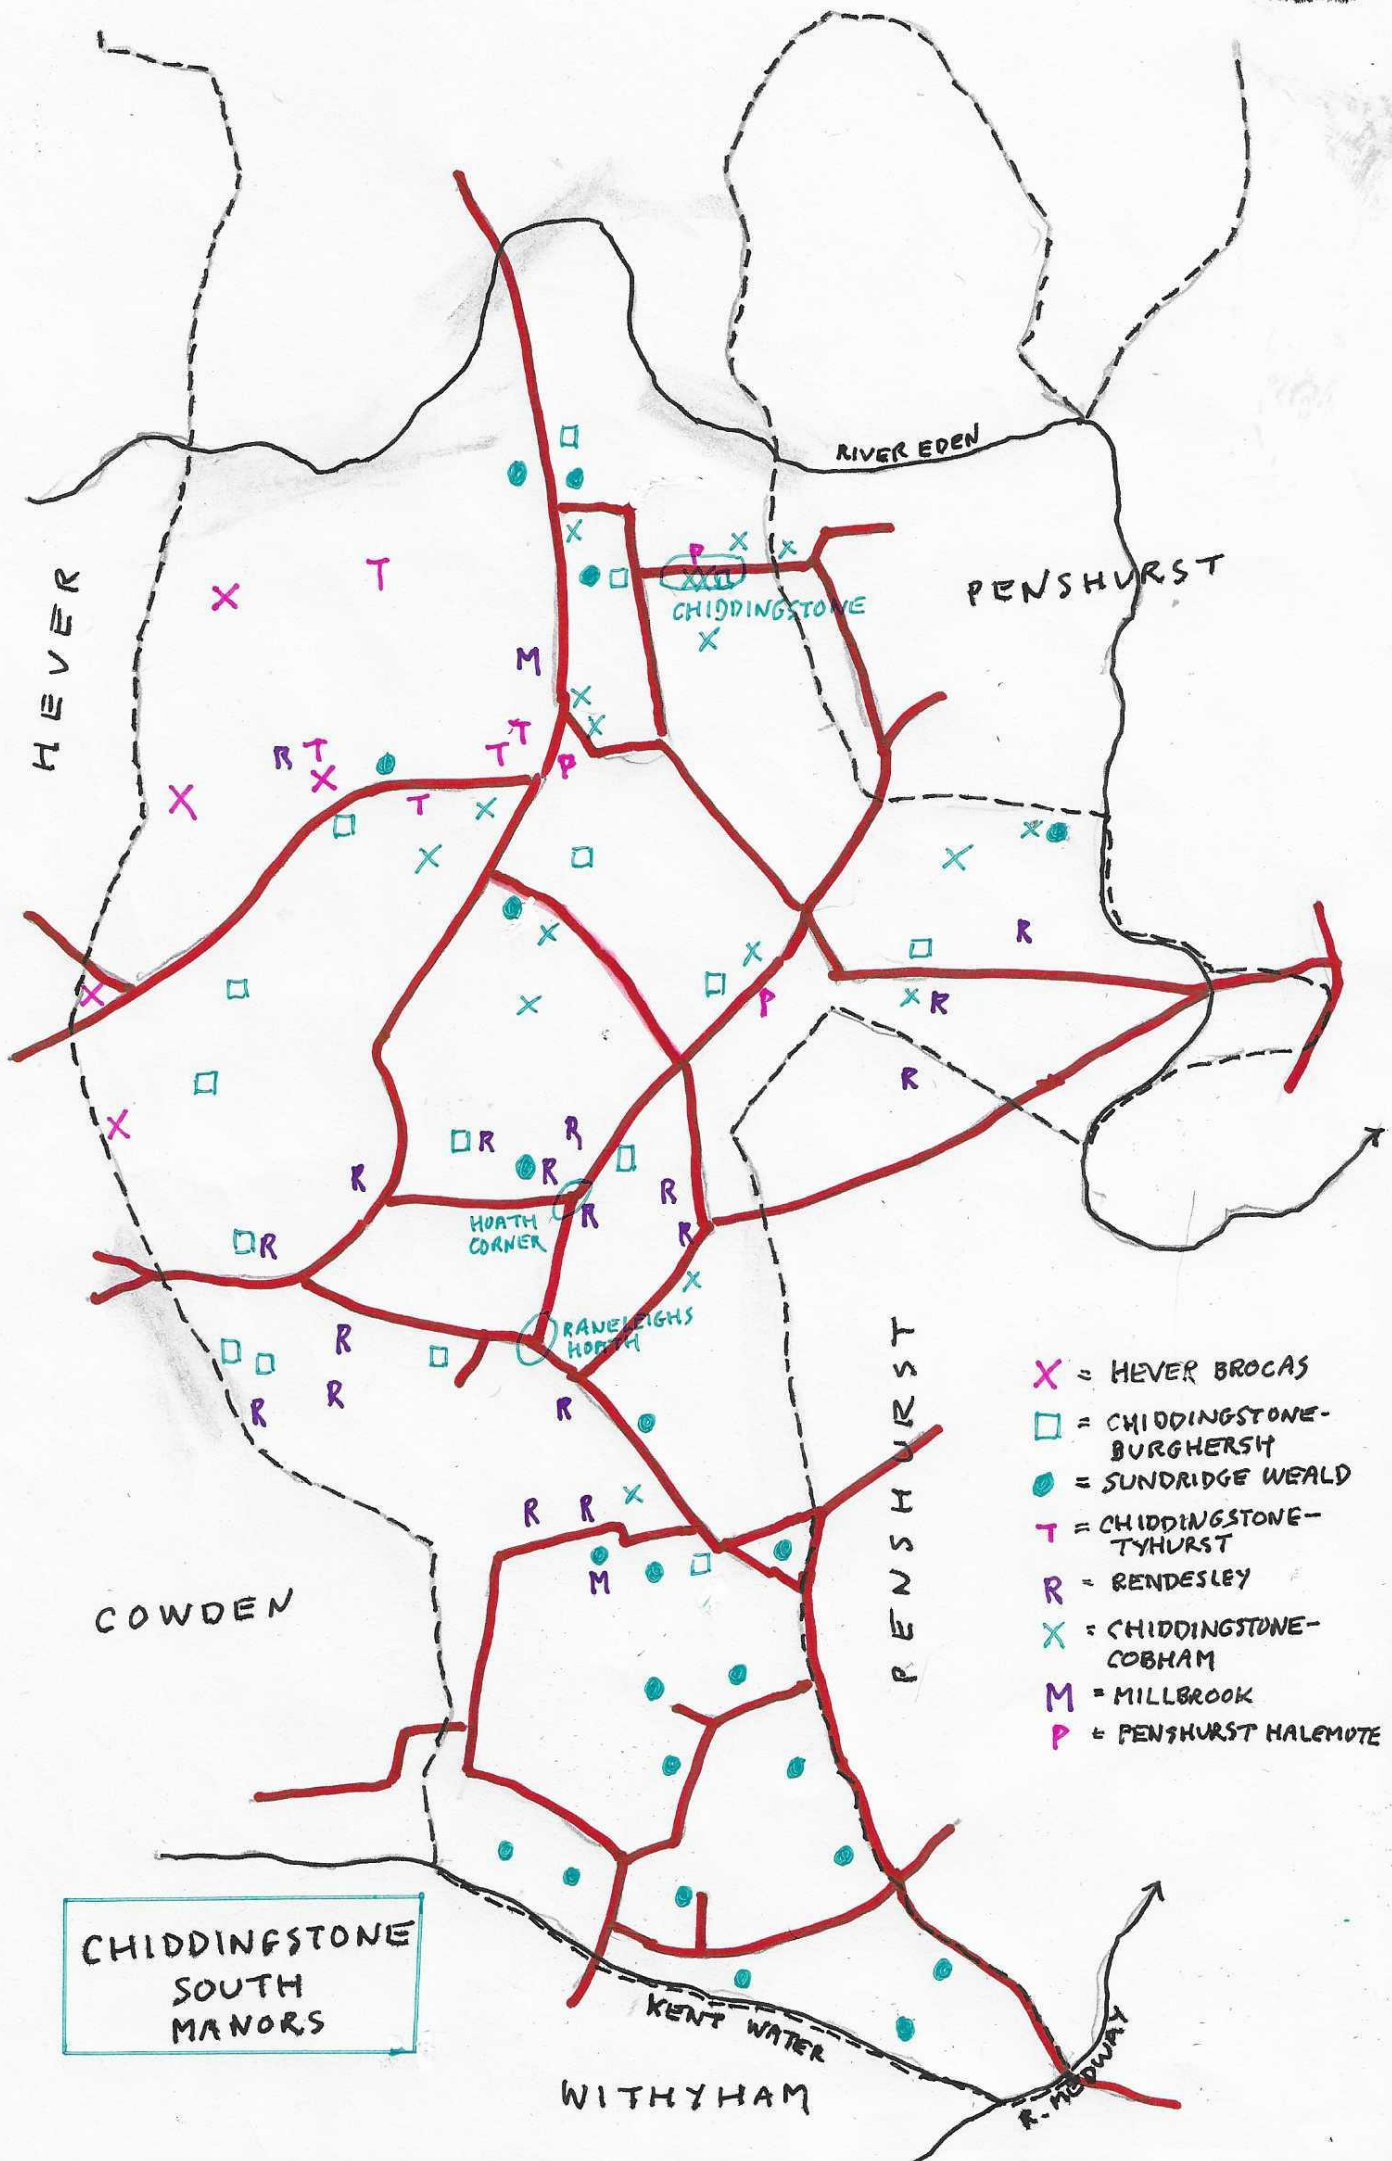 RIVER EDEN
PENSHURST
HEVER
CHIDDINGSTONE
P
X
X
X
T
X
M
X
X
T
T
P
R
T
X
X
T
X
X
X
X
X
R
X
X
P
X
R
X
R
X
R
R
R
R
R
R
R
HOATH
CORNER
R
X
RANELEIGHS
HOATH
R
R
R
R
PENSHURST
X = HEVER BROCAS
= CHIDDINGSTONE-
BURGHERSH
= SUNDRIDGE WEALD
T = CHIDDINGSTONE-
TYHURST
R = RENDESLEY
X = CHIDDINGSTONE-
COBHAM
M = MILLBROOK
P = PENSHURST HALEMOTE
X
R
R
M
COWDEN
CHIDDINGSTONE
SOUTH
MANORS
KENT WATER
WITHYHAM
R. MEDWAY